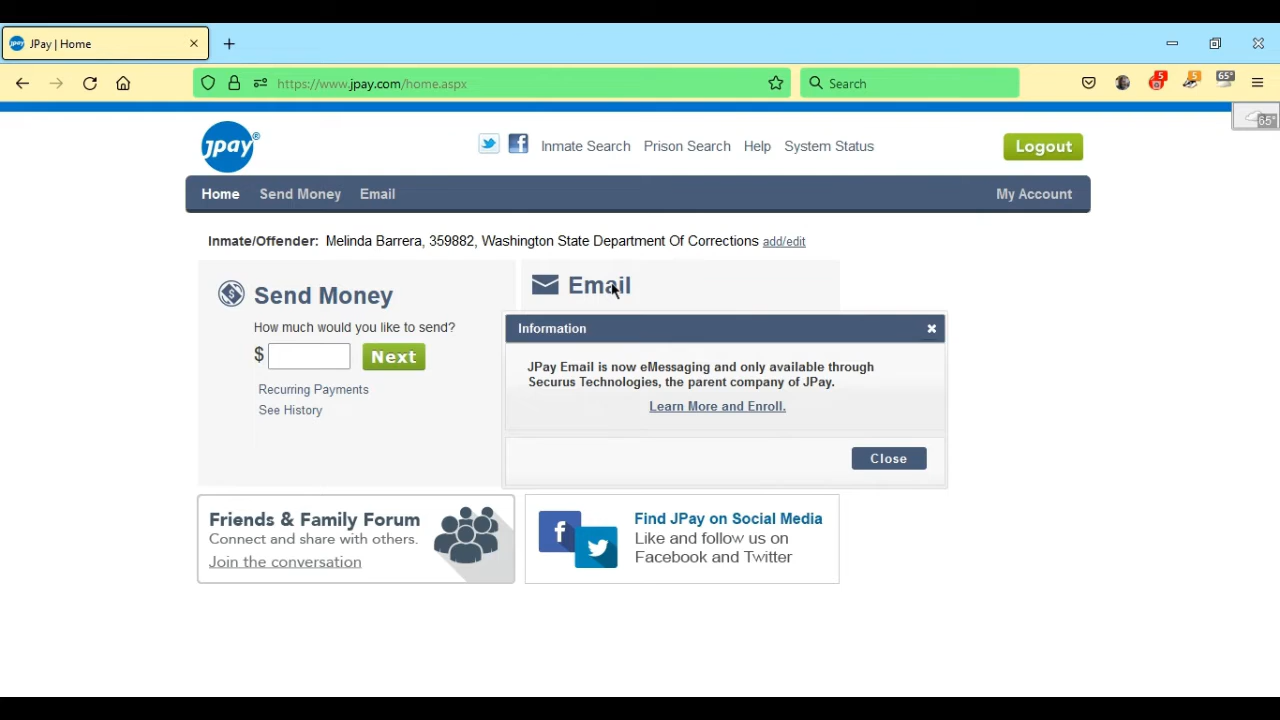 JPay | Home
https://www.jpay.com/home.aspx
Search
5
5
65°
65°
jpay®
Inmate Search
Prison Search
Help
System Status
Logout
Home
Send Money
Email
My Account
Inmate/Offender: Melinda Barrera, 359882, Washington State Department Of Corrections add/edit
Send Money
How much would you like to send?
$
Next
Recurring Payments
See History
Email
Information
JPay Email is now eMessaging and only available through
Securus Technologies, the parent company of JPay.
Learn More and Enroll.
Close
Friends & Family Forum
Connect and share with others.
Join the conversation
Find JPay on Social Media
Like and follow us on
Facebook and Twitter